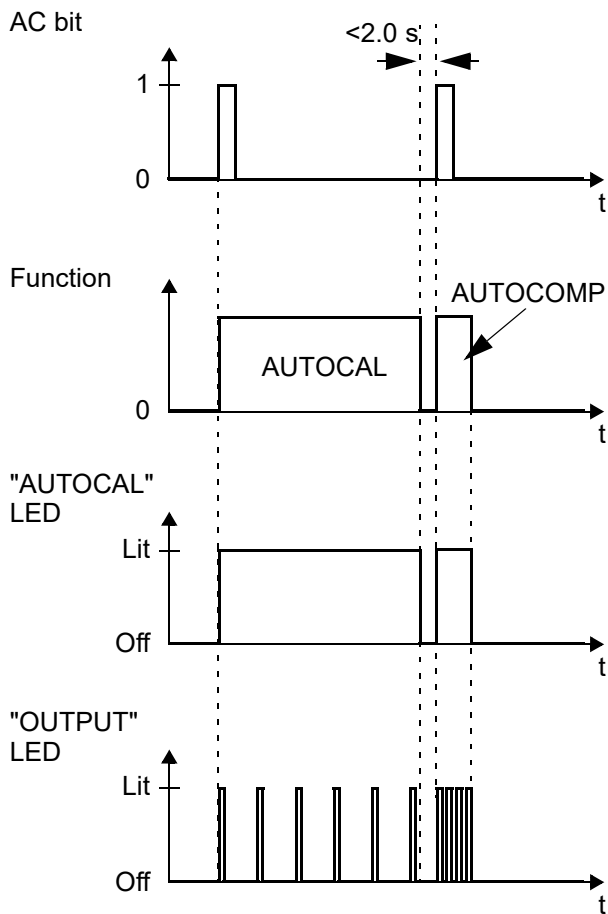 AC bit
<2.0 s
1
0
t
Function
AUTOCOMP
AUTOCAL
0
t
"AUTOCAL"
LED
Lit
Off
t
"OUTPUT"
LED
Lit
Off
t